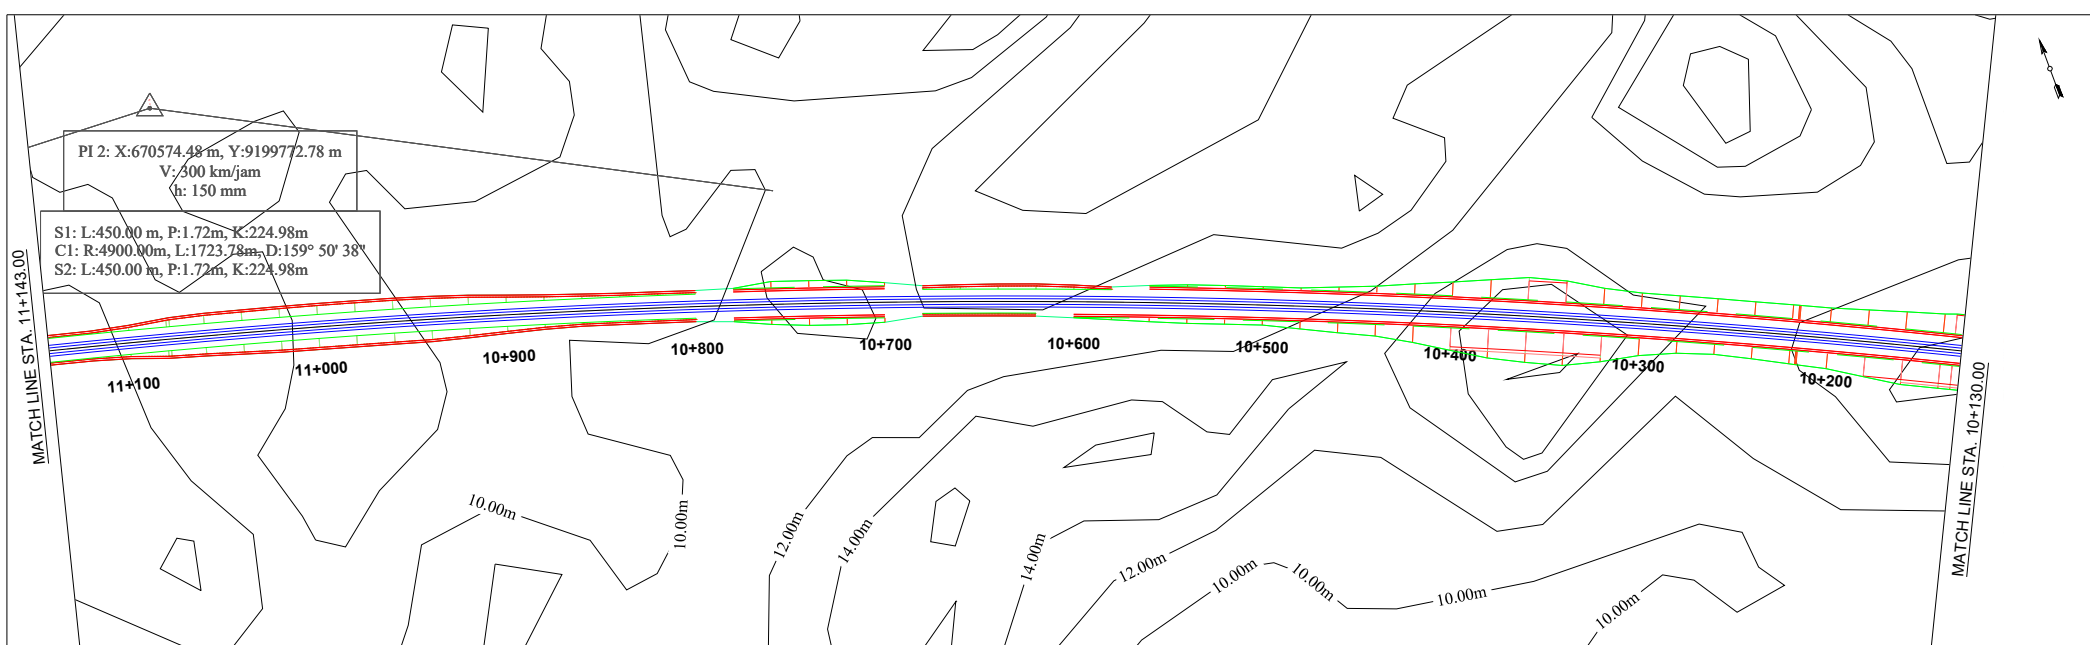 PI 2: X:670574.48 m, Y:9199772.78 m
V: 300 km/jam
h: 150 mm
S1: L:450.00 m, P:1.72m, K:224.98m
C1: R:4900.00m, L:1723.78m, D:159° 50' 38"
S2: L:450.00 m, P:1.72m, K:224.98m
MATCH LINE STA. 11+143.00
11+100
11+000
10+900
10+800
10+700
10+600
10+500
10+400
10+300
10+200
MATCH LINE STA. 10+130.00
10.00m
10.00m
12.00m
14.00m
14.00m
12.00m
10.00m
10.00m
10.00m
10.00m